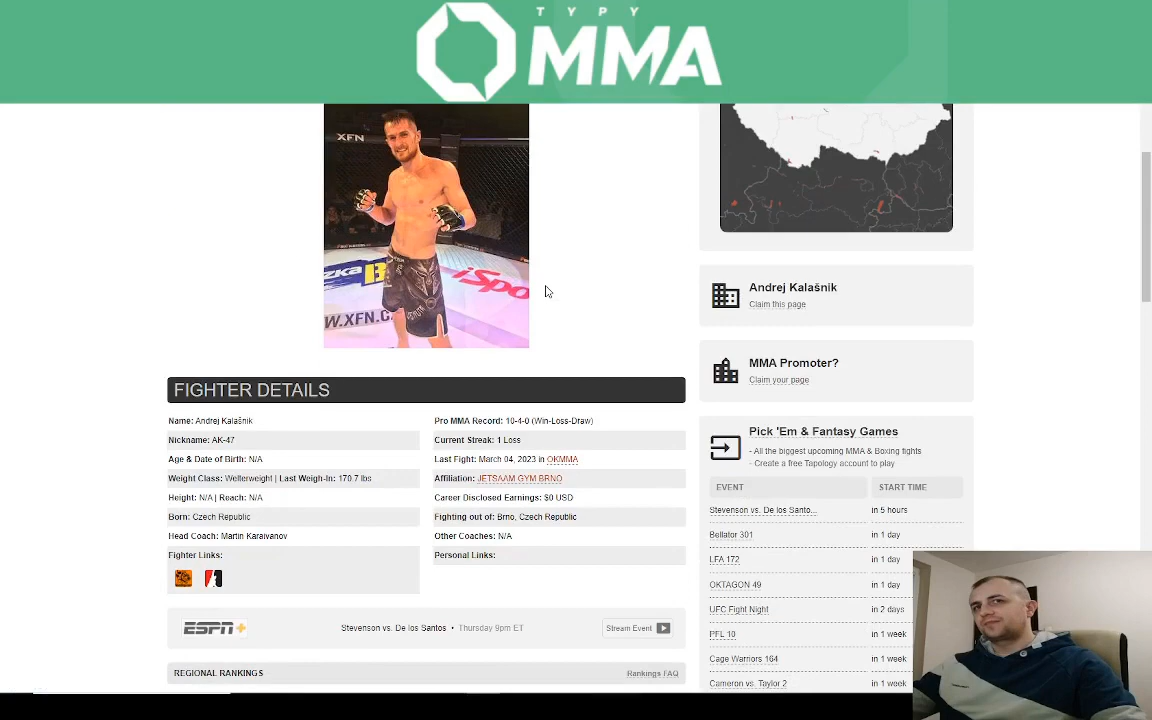 TYPY
MMA
XFN
ZKA B
iSpo
WWW.XFN.C
Andrej Kalašnik
Claim this page
MMA Promoter?
Claim your page
FIGHTER DETAILS
Name: Andrej Kalašnik
Nickname: AK-47
Age & Date of Birth: N/A
Weight Class: Welterweight | Last Weigh-In: 170.7 lbs
Height: N/A | Reach: N/A
Born: Czech Republic
Head Coach: Martin Karaivanov
Fighter Links:
Pro MMA Record: 10-4-0 (Win-Loss-Draw)
Current Streak: 1 Loss
Last Fight: March 04, 2023 in OKMMA
Affiliation: JETSAAM GYM BRNO
Career Disclosed Earnings: $0 USD
Fighting out of: Brno, Czech Republic
Other Coaches: N/A
Personal Links:
ESPN+ Stevenson vs. De los Santos • Thursday 9pm ET Stream Event
REGIONAL RANKINGS Rankings FAQ
Pick 'Em & Fantasy Games
- All the biggest upcoming MMA & Boxing fights
- Create a free Tapology account to play
EVENT START TIME
Stevenson vs. De los Santo... in 5 hours
Bellator 301 in 1 day
LFA 172 in 1 day
OKTAGON 49 in 1 day
UFC Fight Night in 2 days
PFL 10 in 1 week
Cage Warriors 164 in 1 week
Cameron vs. Taylor 2 in 1 week